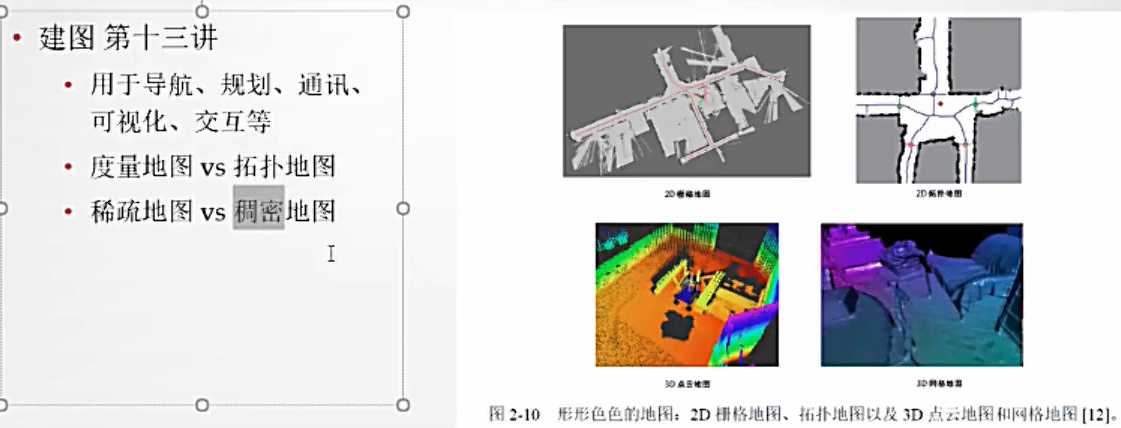 建图 第十三讲
用于导航、规划、通讯、
可视化、交互等
度量地图 vs 拓扑地图
稀疏地图 vs 稠密地图
2D 栅格地图
2D 拓扑地图
3D 点云地图
3D 网格地图
图 2-10 形形色色的地图：2D 栅格地图、拓扑地图以及 3D 点云地图和网格地图 [12]。